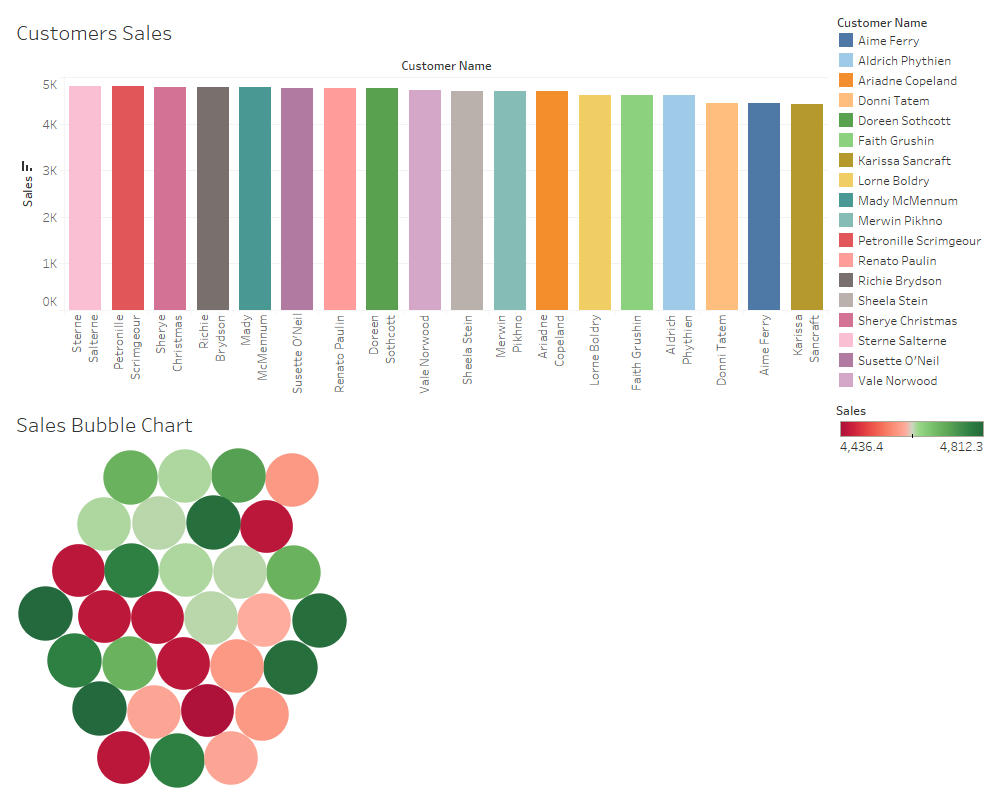 Customers Sales
Customer Name
5K
4K
3K
2K
1K
0K
Sales
Sterne
Salterne
Petronille
Scrimgeour
Sherye
Christmas
Richie
Brydson
Mady
McMennum
Susette O'Neil
Renato Paulin
Doreen
Sothcott
Vale Norwood
Sheela Stein
Merwin
Pikhno
Ariadne
Copeland
Lorne Boldry
Faith Grushin
Aldrich
Phythien
Donni Tatem
Aime Ferry
Karissa
Sancraft
Customer Name
Aime Ferry
Aldrich Phythien
Ariadne Copeland
Donni Tatem
Doreen Sothcott
Faith Grushin
Karissa Sancraft
Lorne Boldry
Mady McMennum
Merwin Pikhno
Petronille Scrimgeour
Renato Paulin
Richie Brydson
Sheela Stein
Sherye Christmas
Sterne Salterne
Susette O'Neil
Vale Norwood
Sales
4,436.4 4,812.3
Sales Bubble Chart